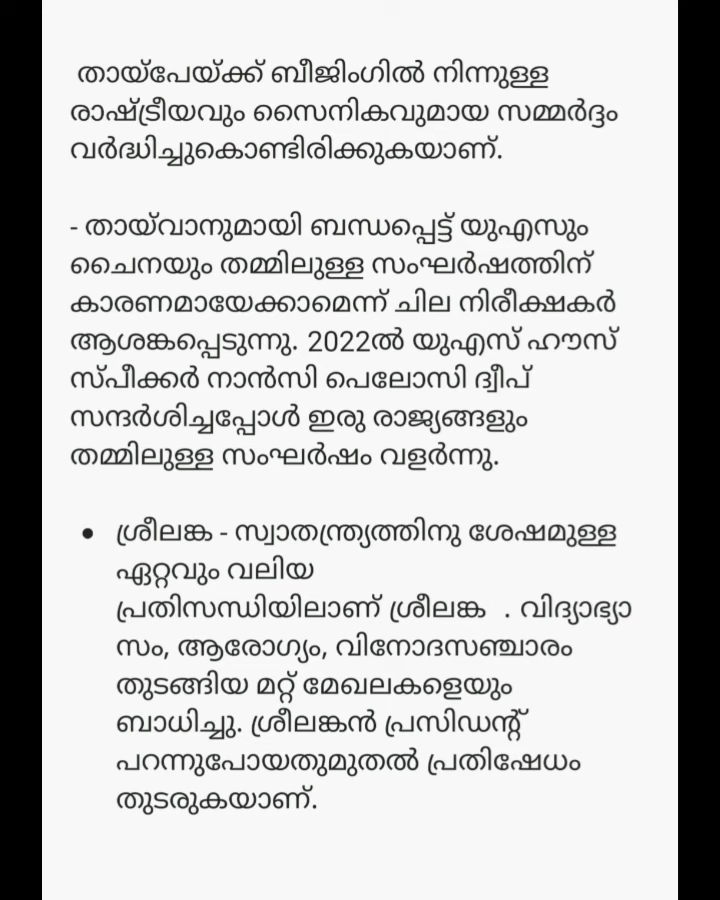 തായ്പേയ്ക്ക് ബീജിംഗിൽ നിന്നുള്ള
രാഷ്ട്രീയവും സൈനികവുമായ സമ്മർദ്ദം
വർദ്ധിച്ചുകൊണ്ടിരിക്കുകയാണ്.
- തായ്‌വാനുമായി ബന്ധപ്പെട്ട് യുഎസും
ചൈനയും തമ്മിലുള്ള സംഘർഷത്തിന്
കാരണമായേക്കാമെന്ന് ചില നിരീക്ഷകർ
ആശങ്കപ്പെടുന്നു. 2022ൽ യുഎസ് ഹൗസ്
സ്പീക്കർ നാൻസി പെലോസി ദ്വീപ്
സന്ദർശിച്ചപ്പോൾ ഇരു രാജ്യങ്ങളും
തമ്മിലുള്ള സംഘർഷം വളർന്നു.
• ശ്രീലങ്ക - സ്വാതന്ത്ര്യത്തിനു ശേഷമുള്ള
ഏറ്റവും വലിയ
പ്രതിസന്ധിയിലാണ് ശ്രീലങ്ക . വിദ്യാഭ്യാ
സം, ആരോഗ്യം, വിനോദസഞ്ചാരം
തുടങ്ങിയ മറ്റ് മേഖലകളെയും
ബാധിച്ചു. ശ്രീലങ്കൻ പ്രസിഡന്റ്
പറന്നുപോയതുമുതൽ പ്രതിഷേധം
തുടരുകയാണ്.